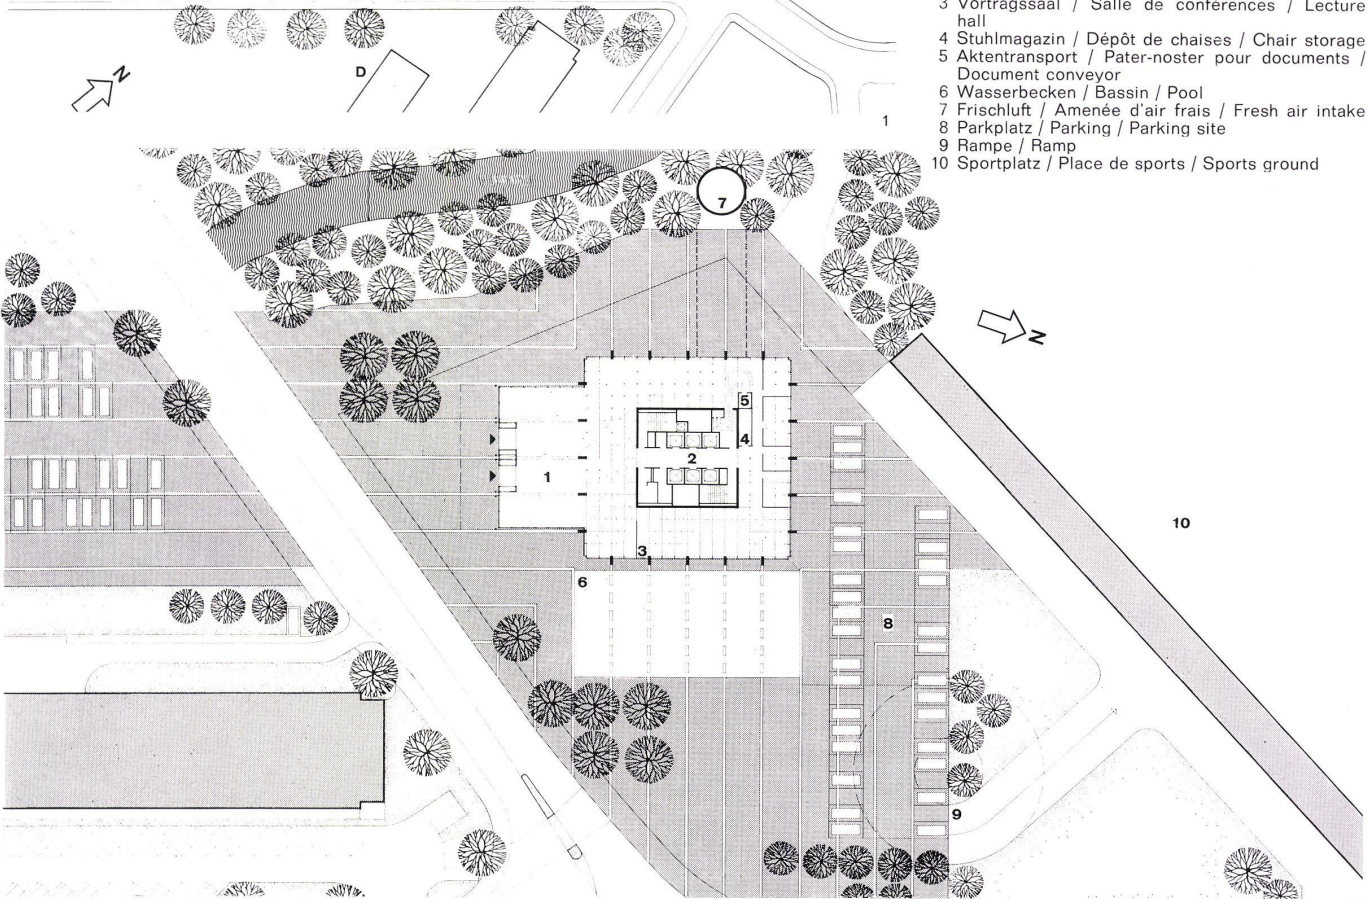 3 Vortragssaal / Salle de conférences / Lecture
hall
4 Stuhlmagazin / Dépôt de chaises / Chair storage
5 Aktentransport / Pater-noster pour documents /
Document conveyor
6 Wasserbecken / Bassin / Pool
7 Frischluft / Amenée d'air frais / Fresh air intake
8 Parkplatz / Parking / Parking site
9 Rampe / Ramp
10 Sportplatz / Place de sports / Sports ground
N
D
1
7
N
5
4
2
1
10
3
6
8
9